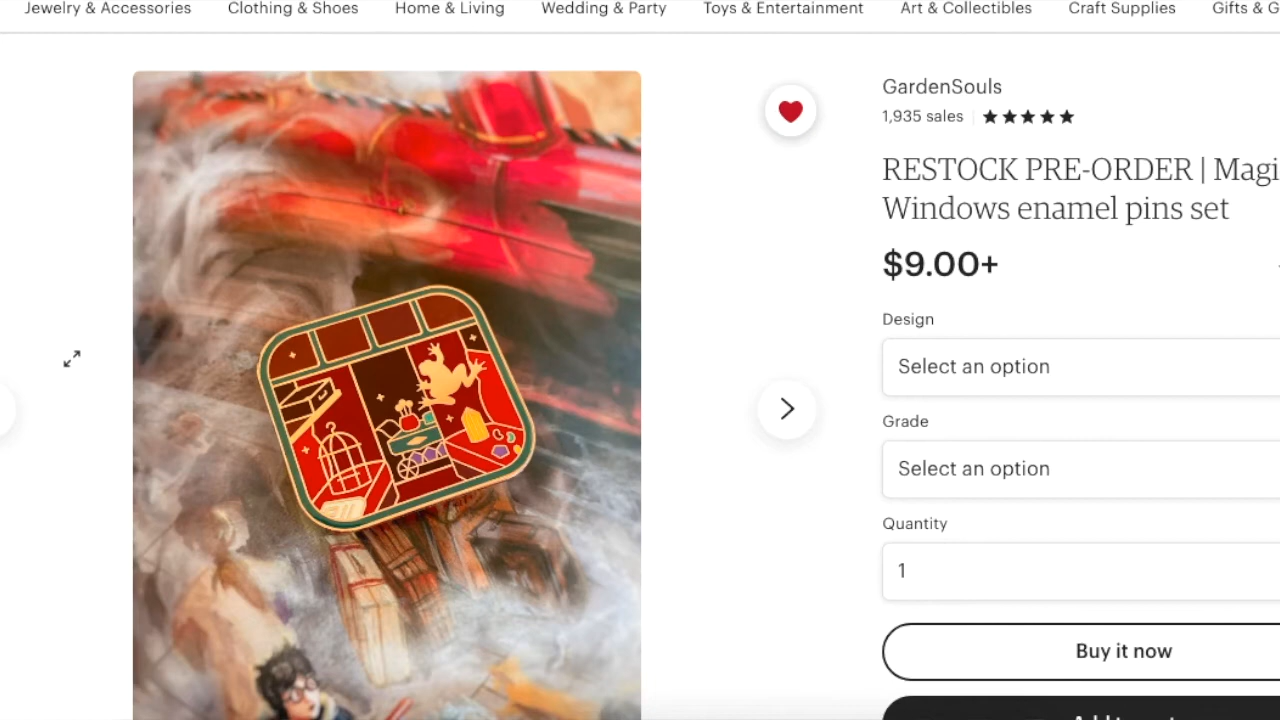 Jewelry & Accessories Clothing & Shoes Home & Living Wedding & Party Toys & Entertainment Art & Collectibles Craft Supplies Gifts & G
GardenSouls
1,935 sales
RESTOCK PRE-ORDER | Magi
Windows enamel pins set
$9.00+
Design
Select an option
Grade
Select an option
Quantity
1
Buy it now